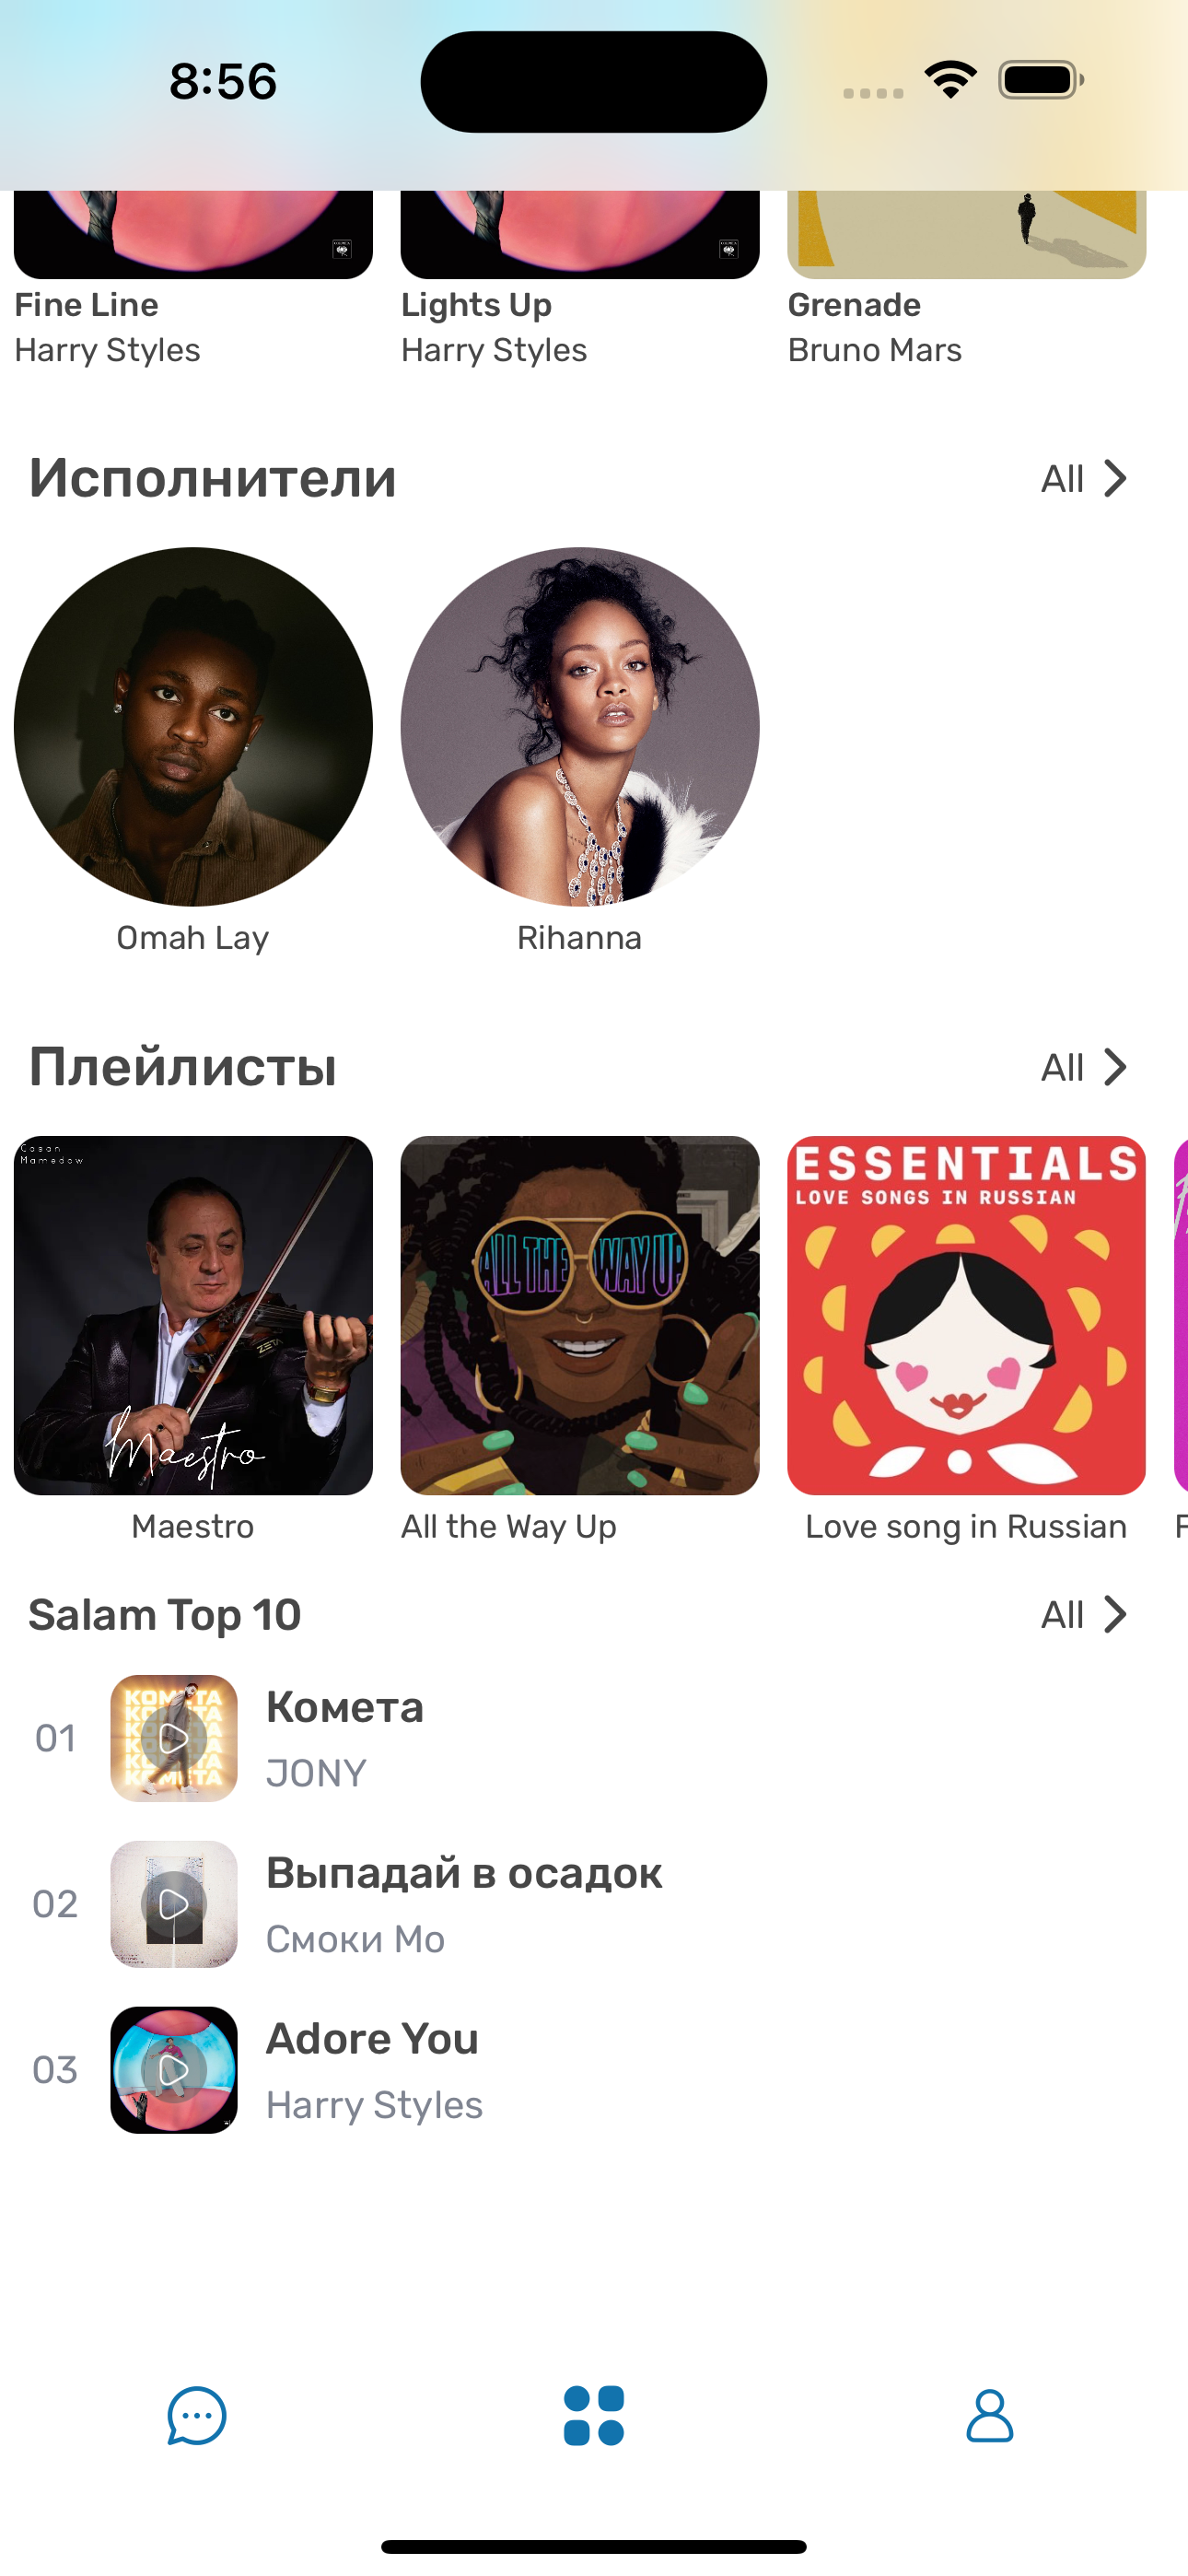 8:56
Fine Line
Lights Up
Grenade
Harry Styles
Harry Styles
Bruno Mars
Исполнители
All
Omah Lay
Rihanna
Плейлисты
All
Cosan
Mamedow
Maestro
ALL THE WAY UP
ESSENTIALS
LOVE SONGS IN RUSSIAN
Maestro
All the Way Up
Love song in Russian
F
Salam Top 10
All
01
КОМЕТА
Комета
JONY
02
Выпадай в осадок
Смоки Мо
03
Adore You
Harry Styles